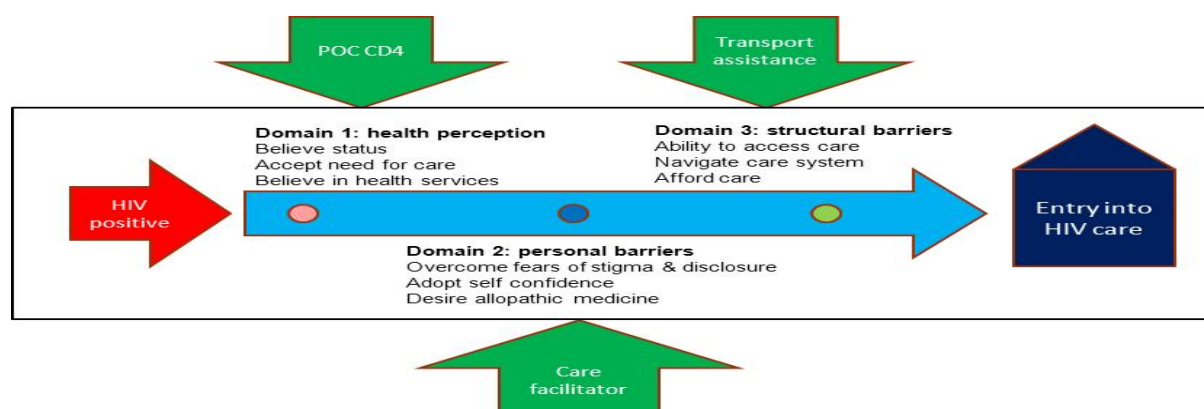 POC CD4
Transport
assistance
Domain 1: health perception
Believe status
Accept need for care
Believe in health services
Domain 3: structural barriers
Ability to access care
Navigate care system
Afford care
HIV
positive
Entry into
HIV care
Domain 2: personal barriers
Overcome fears of stigma & disclosure
Adopt self confidence
Desire allopathic medicine
Care
facilitator